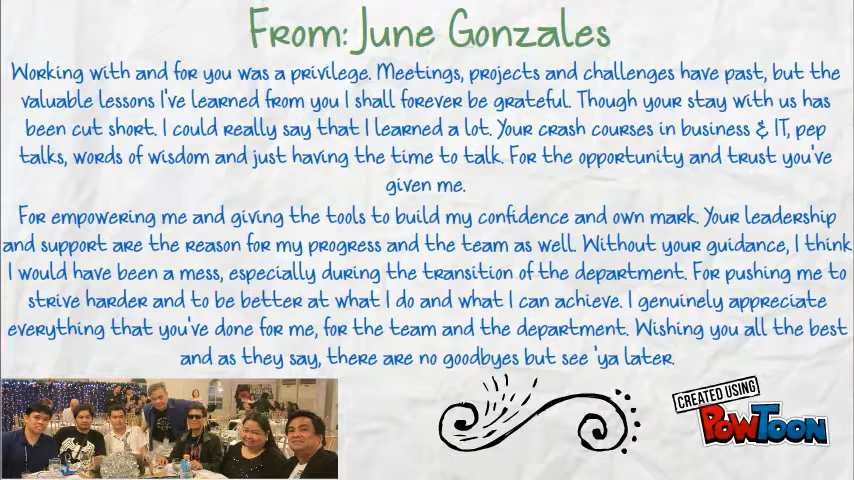 From: June Gonzales
Working with and for you was a privilege. Meetings, projects and challenges have past, but the
valuable lessons I've learned from you I shall forever be grateful. Though your stay with us has
been cut short. I could really say that I learned a lot. Your crash courses in business & IT, pep
talks, words of wisdom and just having the time to talk. For the opportunity and trust you've
given me.
For empowering me and giving the tools to build my confidence and own mark. Your leadership
and support are the reason for my progress and the team as well. Without your guidance, I think
I would have been a mess, especially during the transition of the department. For pushing me to
strive harder and to be better at what I do and what I can achieve. I genuinely appreciate
everything that you've done for me, for the team and the department. Wishing you all the best
and as they say, there are no goodbyes but see 'ya later.
CREATED USING
POWTOON